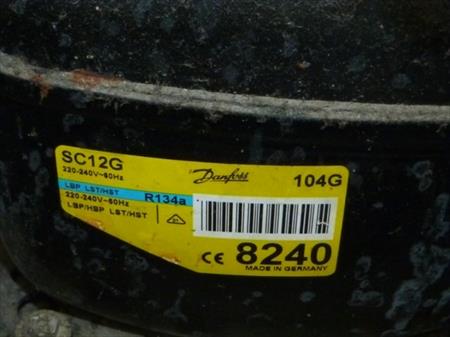 SC12G
Danfoss
104G
220-240V~50Hz
LBP LST/HST
R134a
220-240V~60Hz
LBP/HBP LST/HST
CE 8240
MADE IN GERMANY